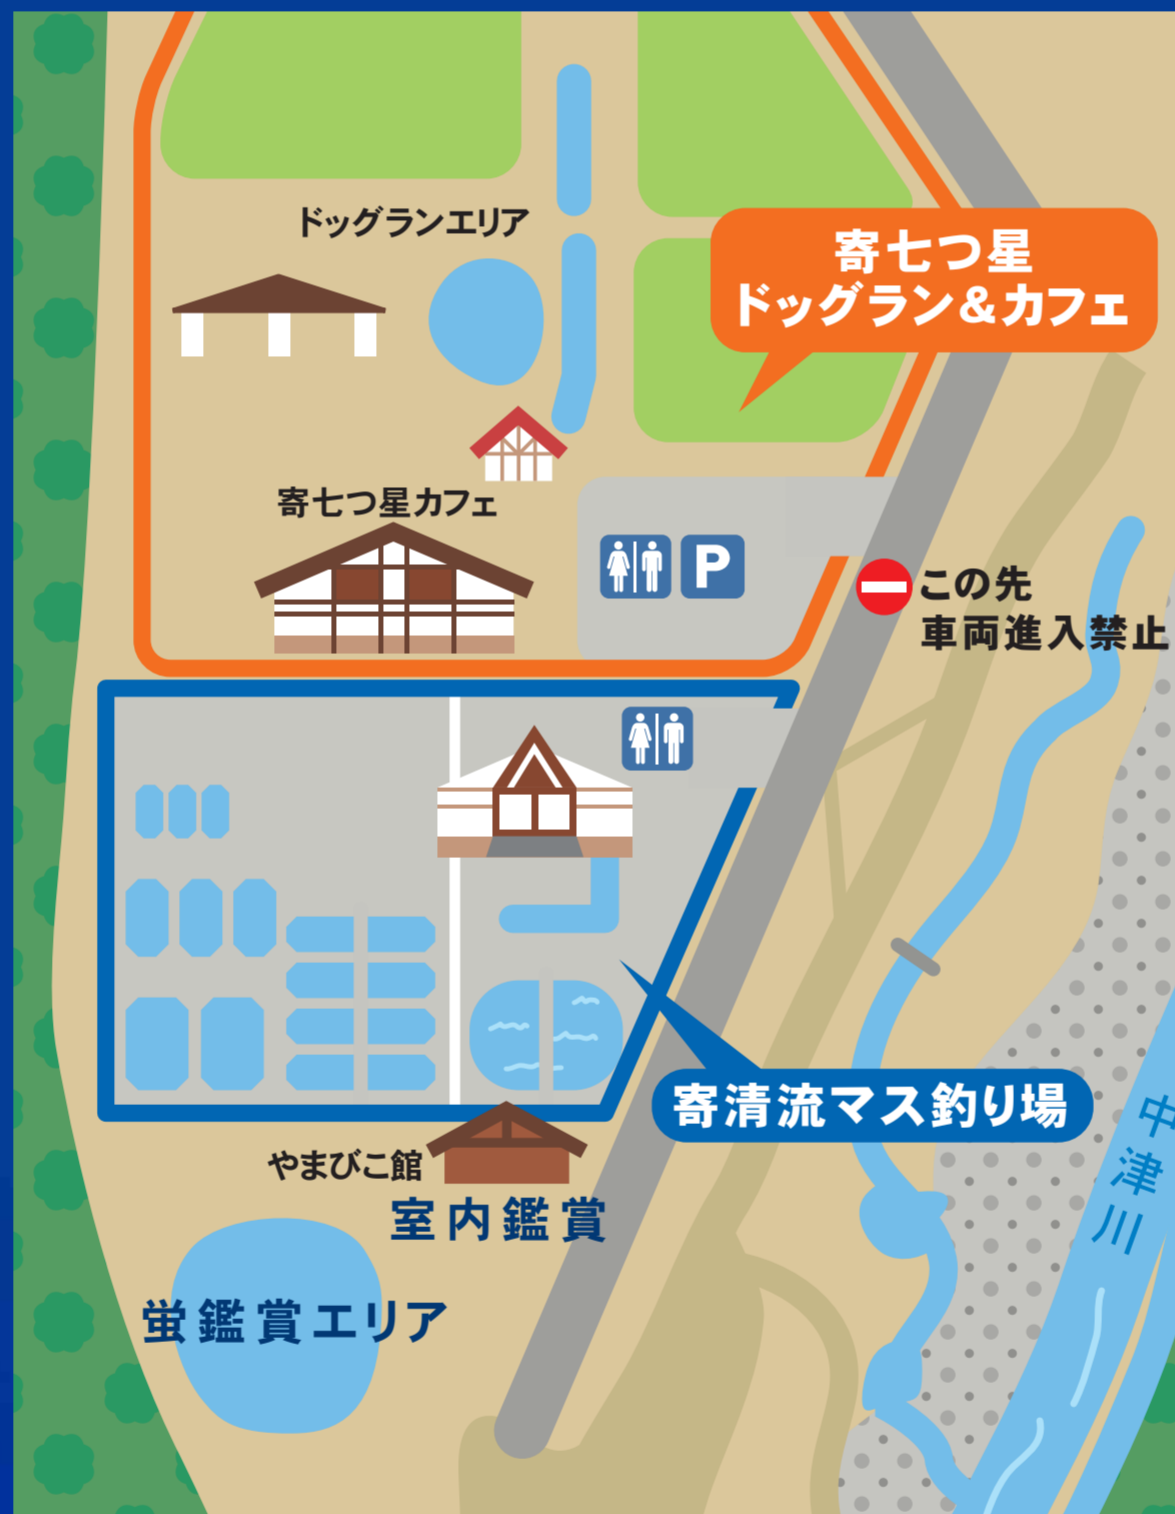 ドッグランエリア
寄七つ星
ドッグラン&カフェ
寄七つ星カフェ
P
この先
車両進入禁止
寄清流マス釣り場
やまびこ館
室内鑑賞
蛍鑑賞エリア
中津川